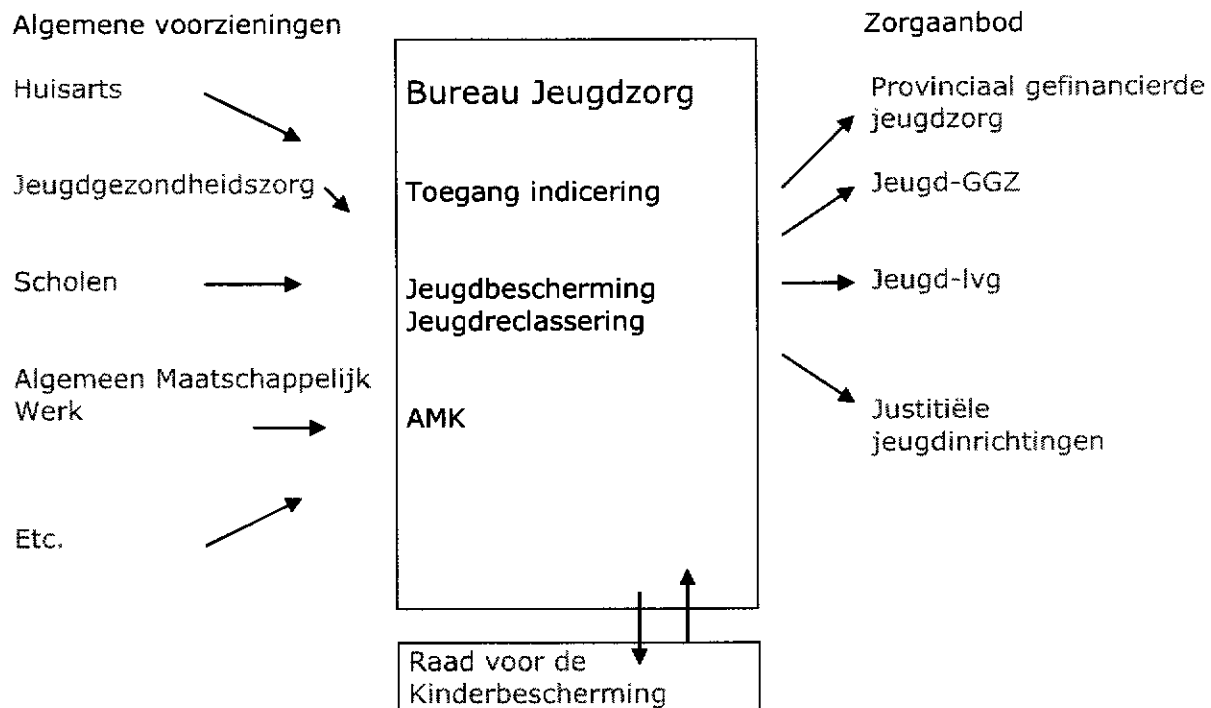 Algemene voorzieningen
Huisarts
Jeugdgezondheidszorg
Scholen
Algemeen Maatschappelijk
Werk
Etc.
Bureau Jeugdzorg
Toegang indicering
Jeugdbescherming
Jeugdreclassering
AMK
Raad voor de
Kinderbescherming
Zorgaanbod
Provinciaal gefinancierde
jeugdzorg
Jeugd-GGZ
Jeugd-lvg
Justitiële
jeugdinrichtingen